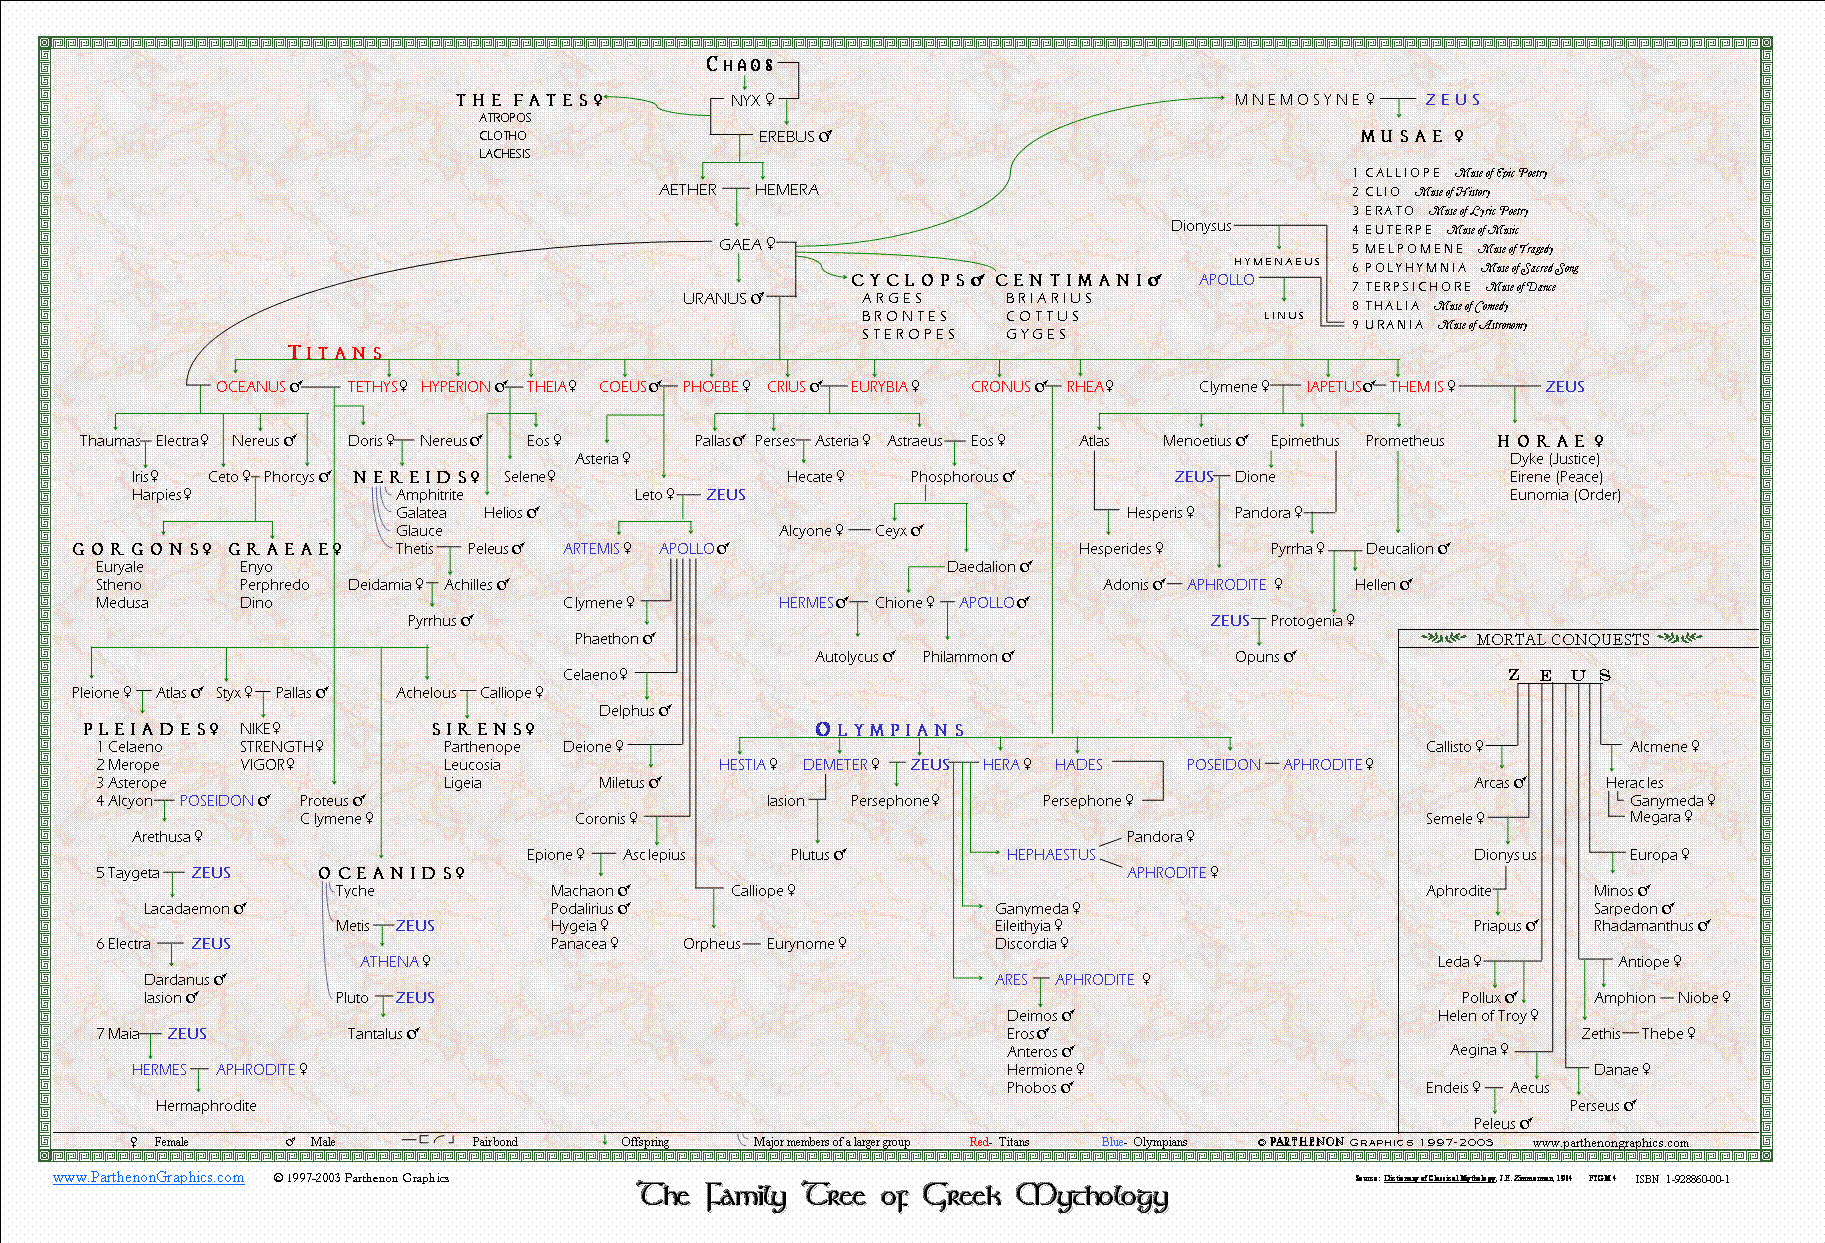 CHAOS
THE FATES♀ NYX ♀ MNEMOSYNE ♀ ZEUS
ATROPOS
CLOTHO EREBUS ♂ MUSAE ♀
LACHESIS
1 CALLIOPE Muse of Epic Poetry
AETHER HEMERA 2 CLIO Muse of History
3 ERATO Muse of Lyric Poetry
Dionysus 4 EUTERPE Muse of Music
GAEA ♀ 5 MELPOMENE Muse of Tragedy
HYMENAEUS 6 POLYHYMNIA Muse of Sacred Song
CYCLOPS♂ CENTIMANI♂ APOLLO 7 TERPSICHORE Muse of Dance
URANUS ♂ ARGES BRIARIUS 8 THALIA Muse of Comedy
BRONTES COTTUS LINUS 9 URANIA Muse of Astronomy
STEROPES GYGES
TITANS
OCEANUS ♂ TETHYS♀ HYPERION ♂ THEIA♀ COEUS♂ PHOEBE ♀ CRIUS♂ EURYBIA♀ CRONUS ♂ RHEA♀ Clymene ♀ IAPETUS♂ THEMIS ♀ ZEUS
Thaumas Electra♀ Nereus ♂ Doris♀ Nereus♂ Eos ♀ Pallas♂ Perses Asteria ♀ Astraeus Eos ♀ Atlas Menoetius ♂ Epimethus Prometheus HORAE ♀
Asteria ♀ Dyke (Justice)
Iris♀ Ceto ♀ Phorcys ♂ NEREIDS♀ Selene♀ Hecate ♀ Phosphorous ♂ ZEUS Dione Eirene (Peace)
Harpies♀ Amphitrite Leto ♀ ZEUS Eunomia (Order)
Galatea Helios ♂ Hesperis ♀ Pandora♀
Glauce Alcyone ♀ Ceyx ♂
GORGONS♀ GRAEAE♀ Thetis Peleus♂ ARTEMIS ♀ APOLLO♂ Hesperides ♀ Pyrrha ♀ Deucalion ♂
Euryale Enyo Daedalion ♂
Stheno Perphredo Deidamia ♀ Achilles ♂ Adonis ♂ APHRODITE ♀ Hellen ♂
Medusa Dino Clymene ♀ HERMES♂ Chione ♀ APOLLO♂
Pyrrhus ♂ ZEUS Protogenia ♀
Phaethon ♂ MORTAL CONQUESTS
Autolycus ♂ Philammon ♂ Opuns ♂
Celaeno♀ ZEUS
Pleione ♀ Atlas ♂ Styx ♀ Pallas ♂ Achelous Calliope ♀
Delphus ♂
PLEIADES♀ NIKE♀ SIRENS♀ OLYMPIANS
1 Celaeno STRENGTH♀ Parthenope Deione ♀ Callisto ♀ Alcmene ♀
2 Merope VIGOR♀ Leucosia HESTIA ♀ DEMETER ♀ ZEUS HERA ♀ HADES POSEIDON APHRODITE ♀
3 Asterope Ligeia Miletus ♂ Arcas ♂ Heracles
4 Alcyon POSEIDON ♂ Proteus ♂ Iasion Persephone♀ Persephone ♀ Ganymeda ♀
Clymene ♀ Coronis ♀ Semele ♀ Megara ♀
Arethusa ♀ Pandora ♀
Epione ♀ Asclepius Plutus ♂ HEPHAESTUS Dionysus Europa ♀
5 Taygeta ZEUS OCEANIDS♀ APHRODITE ♀
Tyche Machaon ♂ Calliope ♀ Aphrodite Minos ♂
Lacadaemon ♂ Podalirius ♂ Ganymeda ♀ Sarpedon ♂
Metis ZEUS Hygeia ♀ Eileithyia ♀ Priapus ♂ Rhadamanthus ♂
6 Electra ZEUS Panacea ♀ Orpheus Eurynome ♀ Discordia ♀
ATHENA ♀ Leda ♀ Antiope ♀
Dardanus ♂ ARES APHRODITE ♀
Iasion ♂ Pluto ZEUS Pollux ♂ Amphion Niobe ♀
Deimos ♂ Helen of Troy ♀
7 Maia ZEUS Tantalus ♂ Eros♂ Zethis Thebe ♀
Anteros ♂ Aegina ♀
HERMES APHRODITE ♀ Hermione ♀ Danae ♀
Phobos ♂ Endeis ♀ Aecus
Hermaphrodite Perseus ♂
Peleus ♂
♀ Female ♂ Male Pairbond Offspring Major members of a larger group Red- Titans Blue- Olympians © PARTHENON GRAPHICS 1997-2003 www.parthenongraphics.com
www.ParthenonGraphics.com © 1997-2003 Parthenon Graphics Source: Dictionary of Classical Mythology, J.E. Zimmerman, 1964 ISBN 1-928860-00-1
The Family Tree of Greek Mythology